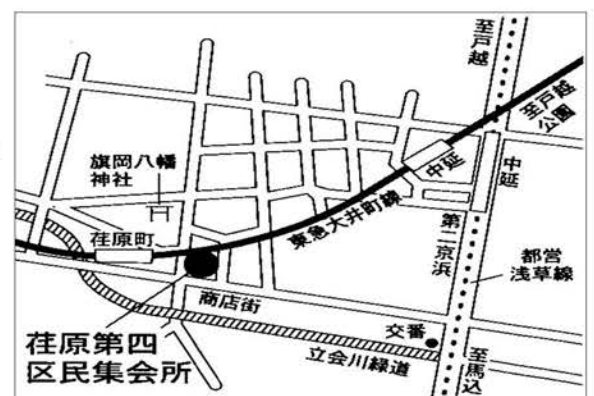 至戸越
至戸越
公園
中延
中延
旗岡八幡
神社
荏原町
東急大井町線
第二京浜
都営
浅草線
商店街
交番
立会川緑道
至馬込
荏原第四
区民集会所